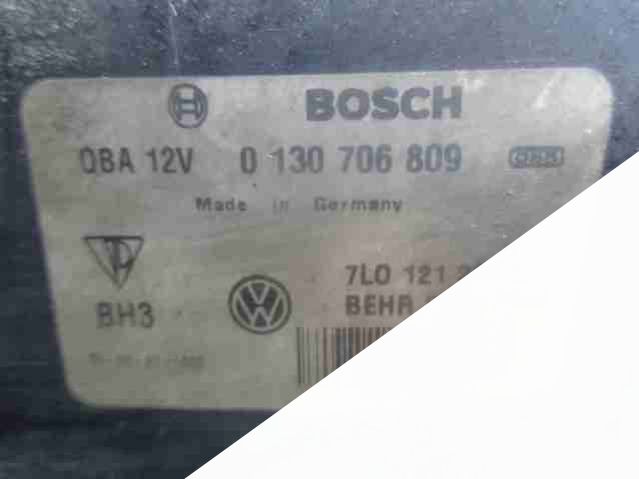 BOSCH
QBA 12V 0 130 706 809
Made in Germany
7L0 121
BEHR
BH3